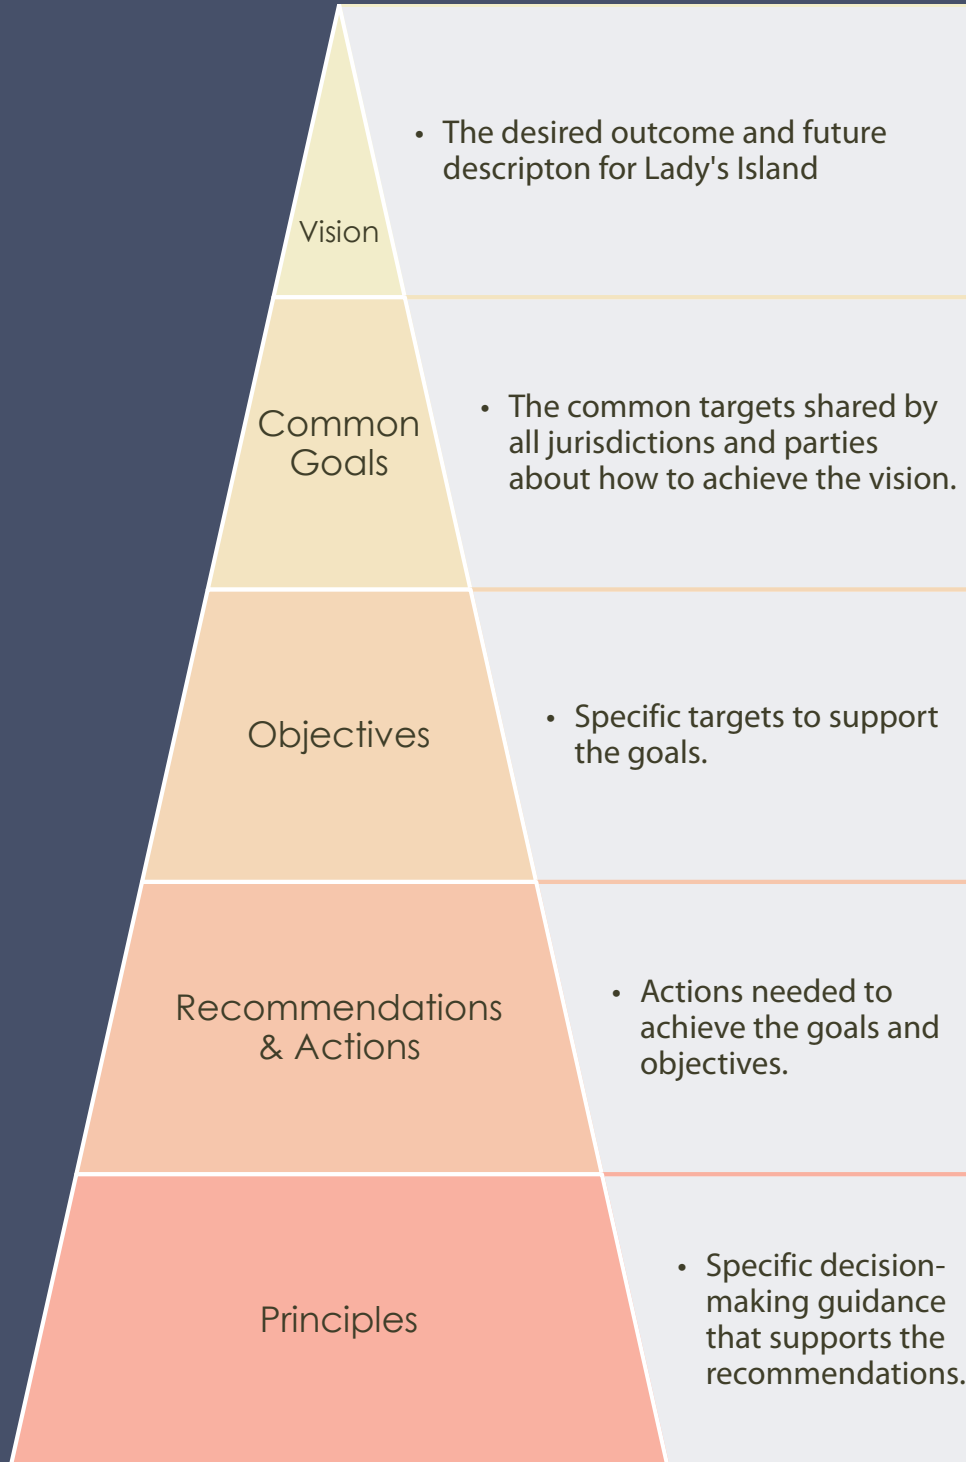 Vision
• The desired outcome and future
descripton for Lady's Island
Common
Goals
• The common targets shared by
all jurisdictions and parties
about how to achieve the vision.
Objectives
• Specific targets to support
the goals.
Recommendations
& Actions
• Actions needed to
achieve the goals and
objectives.
Principles
• Specific decision-
making guidance
that supports the
recommendations.